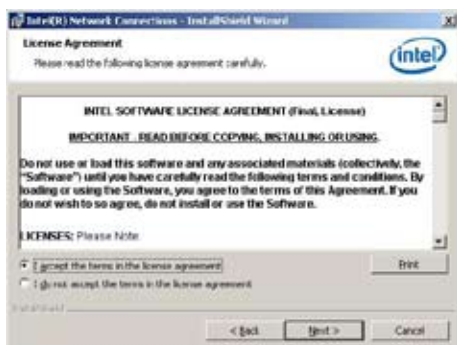 Intel(R) Network Connections - InstallShield Wizard
License Agreement
Please read the following license agreement carefully.
intel
INTEL SOFTWARE LICENSE AGREEMENT (Final, License)
IMPORTANT - READ BEFORE COPYING, INSTALLING OR USING.
Do not use or load this software and any associated materials (collectively, the
"Software") until you have carefully read the following terms and conditions. By
loading or using the Software, you agree to the terms of this Agreement. If you
do not wish to so agree, do not install or use the Software.
LICENSES: Please Note:
I accept the terms in the license agreement
Print
I do not accept the terms in the license agreement
InstallShield
< Back
Next >
Cancel